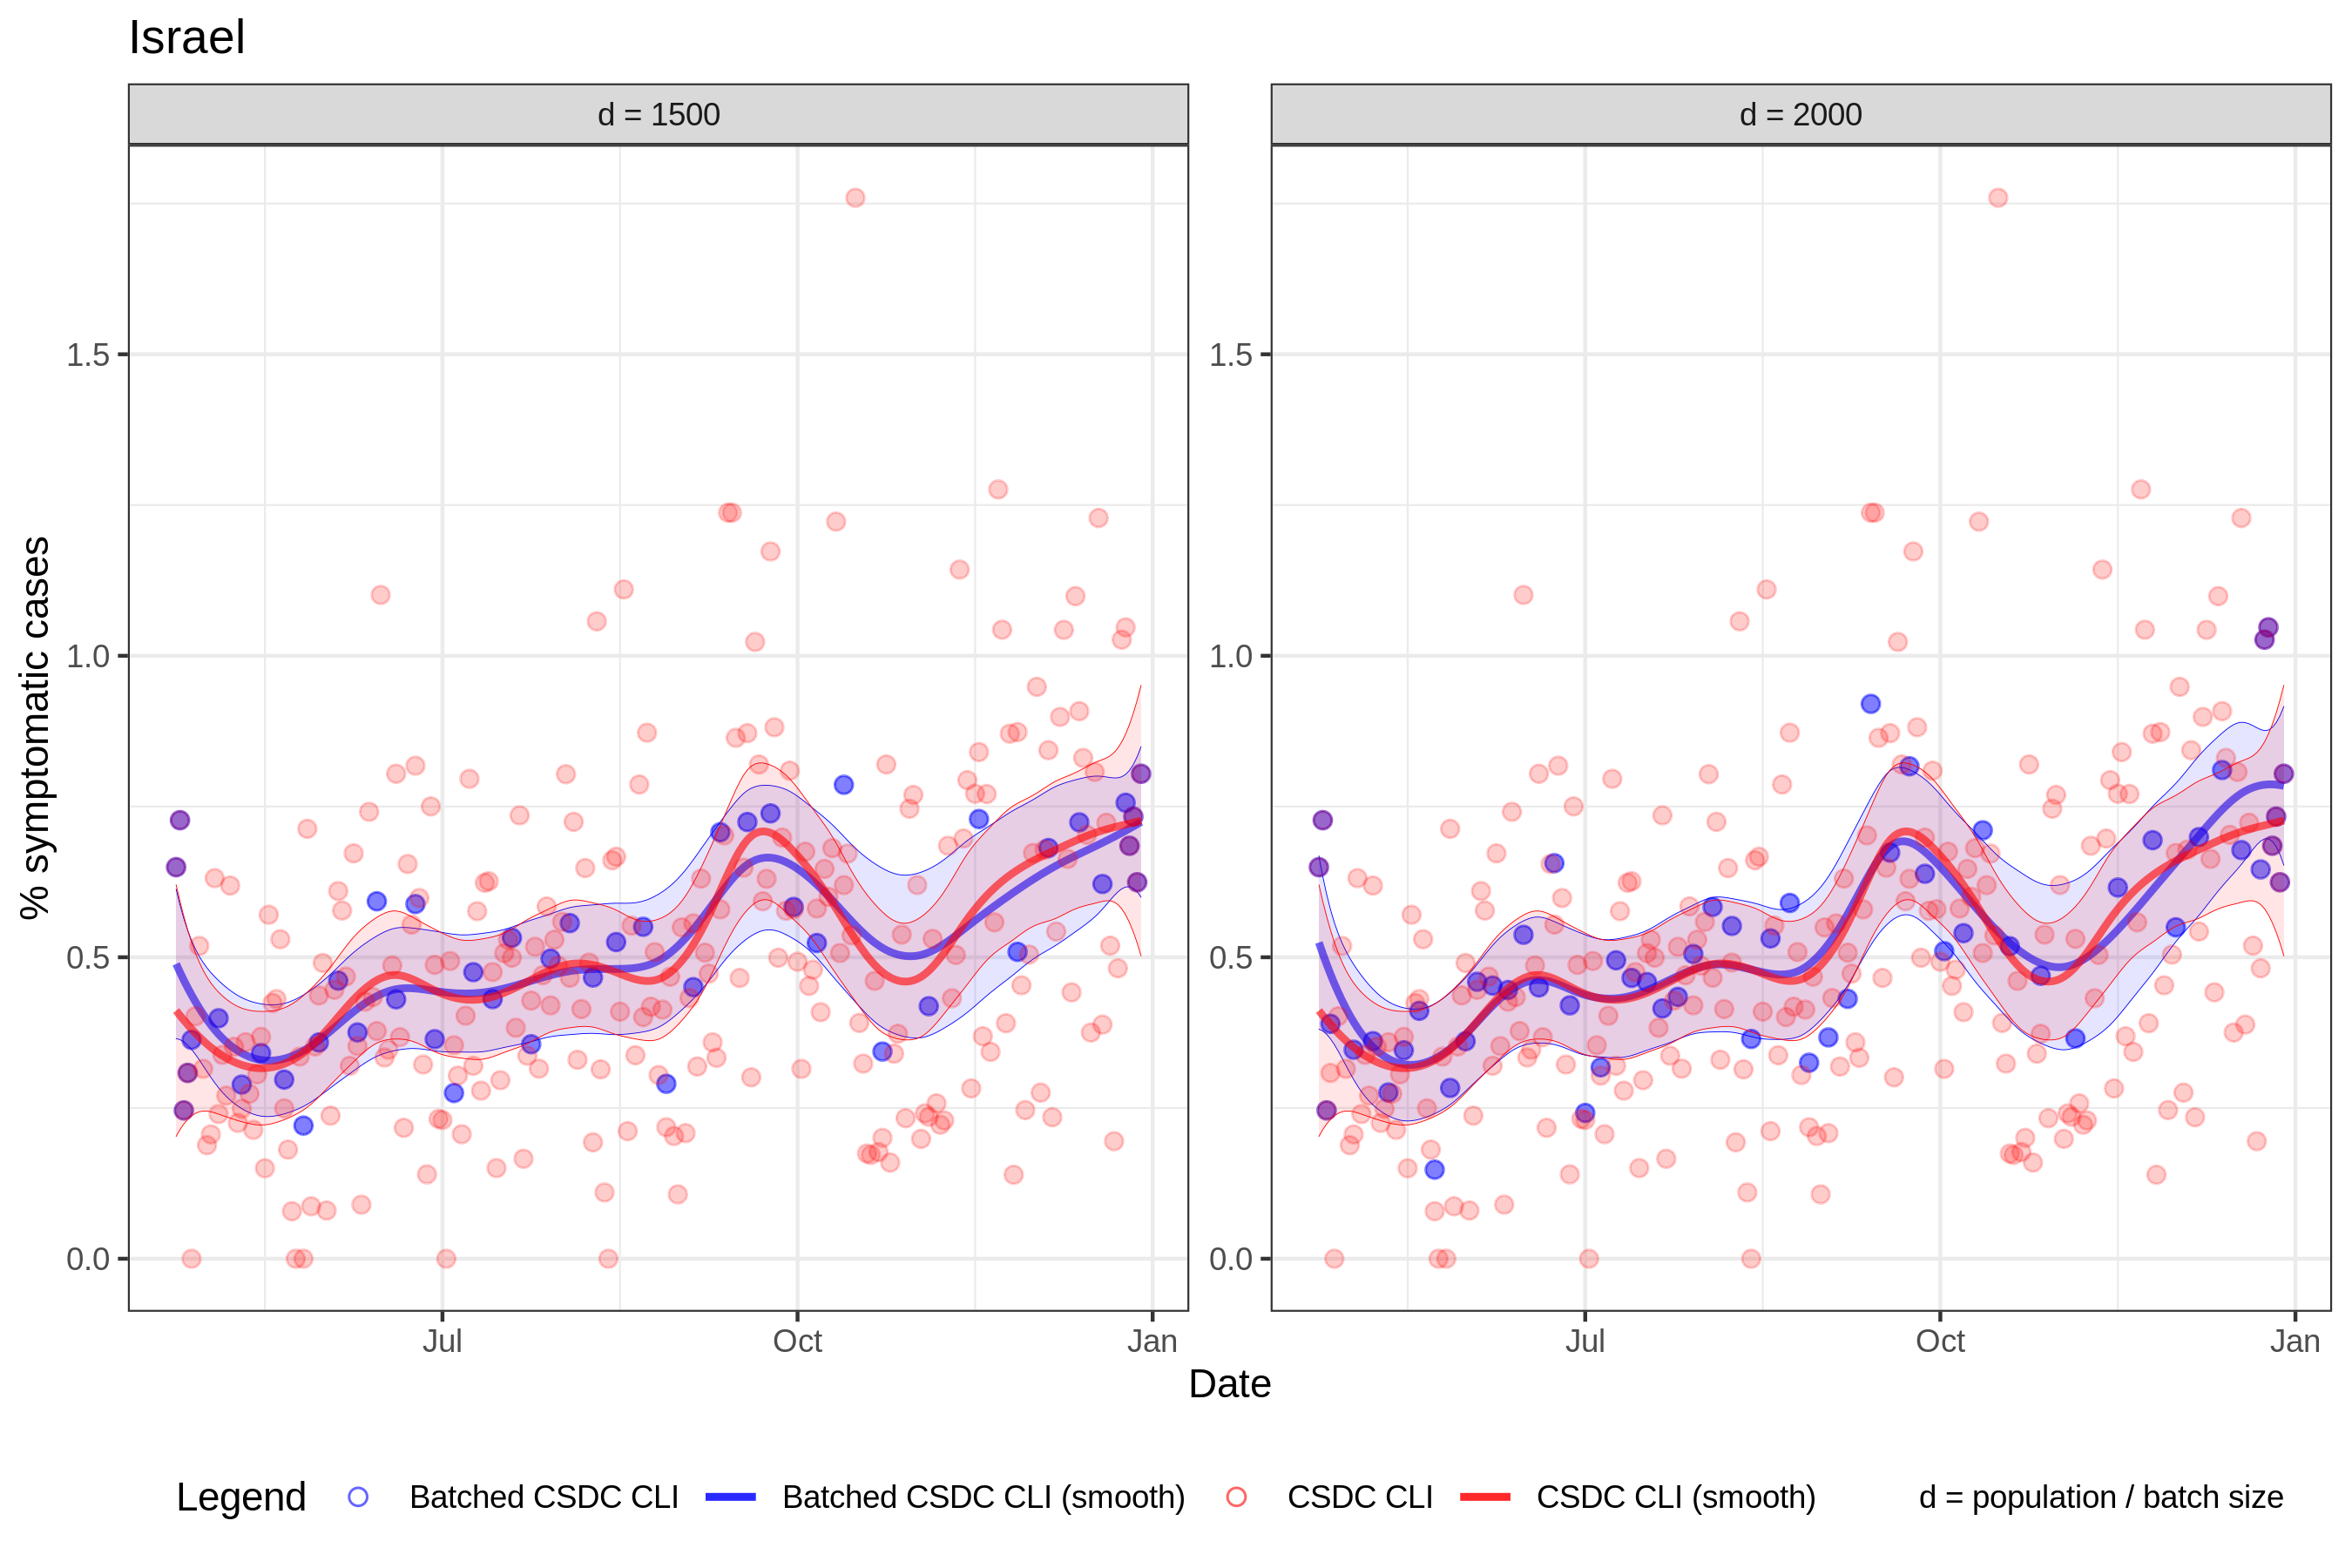 Israel
d = 1500
d = 2000
% symptomatic cases
1.5
1.0
0.5
0.0
1.5
1.0
0.5
0.0
Jul
Oct
Jan
Jul
Oct
Jan
Date
Legend
Batched CSDC CLI
Batched CSDC CLI (smooth)
CSDC CLI
CSDC CLI (smooth)
d = population / batch size